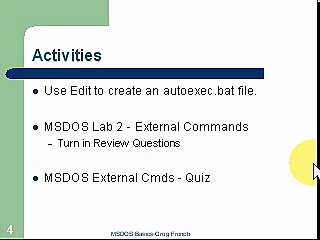 Activities
Use Edit to create an autoexec.bat file.
MSDOS Lab 2 - External Commands
– Turn in Review Questions
MSDOS External Cmds - Quiz
4
MSDOS Basics-Greg French